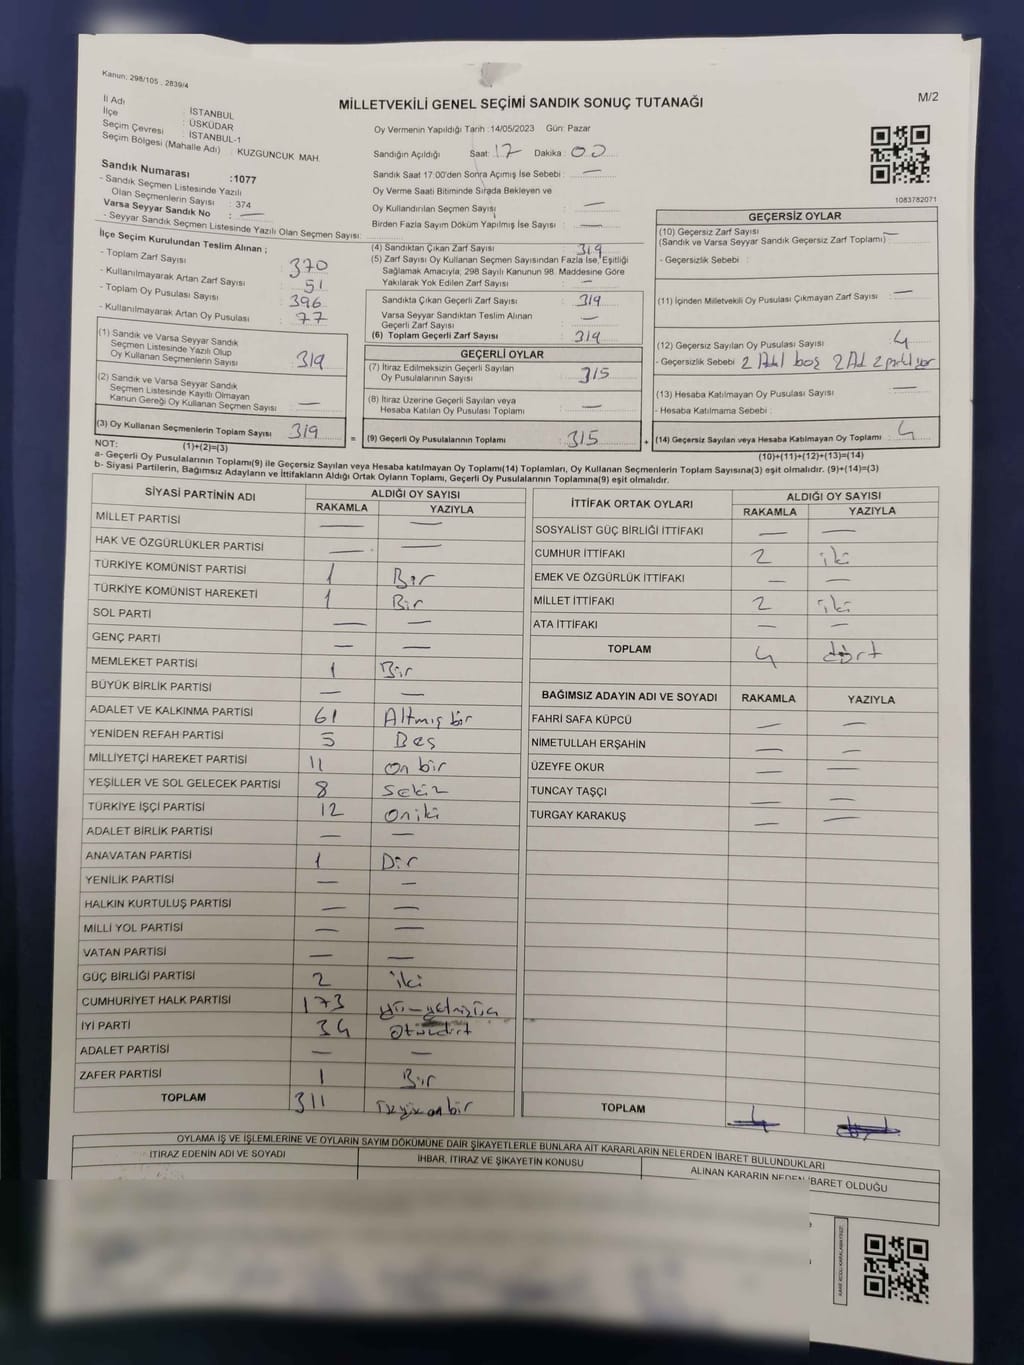 Kanun: 298/105 , 2839/4
MİLLETVEKİLİ GENEL SEÇİMİ SANDIK SONUÇ TUTANAĞI
M/2
İl Adı : İSTANBUL
İlçe : ÜSKÜDAR
Seçim Çevresi : İSTANBUL-1
Seçim Bölgesi (Mahalle Adı) : KUZGUNCUK MAH.
Sandık Numarası :1077
- Sandık Seçmen Listesinde Yazılı
Olan Seçmenlerin Sayısı : 374
Varsa Seyyar Sandık No : —
- Seyyar Sandık Seçmen Listesinde Yazılı Olan Seçmen Sayısı:
İlçe Seçim Kurulundan Teslim Alınan ;
- Toplam Zarf Sayısı : 370
- Kullanılmayarak Artan Zarf Sayısı : 51
- Toplam Oy Pusulası Sayısı : 396
- Kullanılmayarak Artan Oy Pusulası : 77
(1) Sandık ve Varsa Seyyar Sandık
Seçmen Listesinde Yazılı Olup
Oy Kullanan Seçmenlerin Sayısı : 319
(2) Sandık ve Varsa Seyyar Sandık
Seçmen Listesinde Kayıtlı Olmayan
Kanun Gereği Oy Kullanan Seçmen Sayısı : —
(3) Oy Kullanan Seçmenlerin Toplam Sayısı : 319
Oy Vermenin Yapıldığı Tarih :14/05/2023 Gün: Pazar
Sandığın Açıldığı Saat: 17 Dakika: 00
Sandık Saat 17:00'den Sonra Açılmış İse Sebebi : —
Oy Verme Saati Bitiminde Sırada Bekleyen ve
Oy Kullandırılan Seçmen Sayısı : —
Birden Fazla Sayım Döküm Yapılmış İse Sayısı : —
(4) Sandıktan Çıkan Zarf Sayısı : 319
(5) Zarf Sayısı Oy Kullanan Seçmen Sayısından Fazla İse, Eşitliği
Sağlamak Amacıyla; 298 Sayılı Kanunun 98. Maddesine Göre
Yakılarak Yok Edilen Zarf Sayısı : —
Sandıkta Çıkan Geçerli Zarf Sayısı : 319
Varsa Seyyar Sandıktan Teslim Alınan
Geçerli Zarf Sayısı : —
(6) Toplam Geçerli Zarf Sayısı : 319
GEÇERLİ OYLAR
(7) İtiraz Edilmeksizin Geçerli Sayılan
Oy Pusulalarının Sayısı : 315
(8) İtiraz Üzerine Geçerli Sayılan veya
Hesaba Katılan Oy Pusulası Toplamı : —
= (9) Geçerli Oy Pusulalarının Toplamı : 315
1083782071
GEÇERSİZ OYLAR
(10) Geçersiz Zarf Sayısı : —
(Sandık ve Varsa Seyyar Sandık Geçersiz Zarf Toplamı)
- Geçersizlik Sebebi :
(11) İçinden Milletvekili Oy Pusulası Çıkmayan Zarf Sayısı : —
(12) Geçersiz Sayılan Oy Pusulası Sayısı : 4
- Geçersizlik Sebebi : 2 Adet boş 2 Ad 2
(13) Hesaba Katılmayan Oy Pusulası Sayısı : —
- Hesaba Katılmama Sebebi :
+ (14) Geçersiz Sayılan veya Hesaba Katılmayan Oy Toplamı : 4
NOT: (1)+(2)=(3)
(10)+(11)+(12)+(13)=(14)
a- Geçerli Oy Pusulalarının Toplamı(9) ile Geçersiz Sayılan veya Hesaba katılmayan Oy Toplamı(14) Toplamları, Oy Kullanan Seçmenlerin Toplam Sayısına(3) eşit olmalıdır. (9)+(14)=(3)
b- Siyasi Partilerin, Bağımsız Adayların ve İttifakların Aldığı Ortak Oyların Toplamı, Geçerli Oy Pusulalarının Toplamına(9) eşit olmalıdır.
SİYASİ PARTİNİN ADI ALDIĞI OY SAYISI
RAKAMLA YAZIYLA
MİLLET PARTİSİ — —
HAK VE ÖZGÜRLÜKLER PARTİSİ — —
TÜRKİYE KOMÜNİST PARTİSİ 1 Bir
TÜRKİYE KOMÜNİST HAREKETİ 1 Bir
SOL PARTİ — —
GENÇ PARTİ — —
MEMLEKET PARTİSİ 1 Bir
BÜYÜK BİRLİK PARTİSİ — —
ADALET VE KALKINMA PARTİSİ 61 Altmış bir
YENİDEN REFAH PARTİSİ 5 Beş
MİLLİYETÇİ HAREKET PARTİSİ 11 on bir
YEŞİLLER VE SOL GELECEK PARTİSİ 8 Sekiz
TÜRKİYE İŞÇİ PARTİSİ 12 Oniki
ADALET BİRLİK PARTİSİ — —
ANAVATAN PARTİSİ 1 Bir
YENİLİK PARTİSİ — —
HALKIN KURTULUŞ PARTİSİ — —
MİLLİ YOL PARTİSİ — —
VATAN PARTİSİ — —
GÜÇ BİRLİĞİ PARTİSİ 2 iki
CUMHURİYET HALK PARTİSİ 173
İYİ PARTİ 34 Otuzdört
ADALET PARTİSİ — —
ZAFER PARTİSİ 1 Bir
TOPLAM 311 üçyüzonbir
İTTİFAK ORTAK OYLARI ALDIĞI OY SAYISI
RAKAMLA YAZIYLA
SOSYALİST GÜÇ BİRLİĞİ İTTİFAKI — —
CUMHUR İTTİFAKI 2 iki
EMEK VE ÖZGÜRLÜK İTTİFAKI — —
MİLLET İTTİFAKI 2 iki
ATA İTTİFAKI — —
TOPLAM 4 dört
BAĞIMSIZ ADAYIN ADI VE SOYADI RAKAMLA YAZIYLA
FAHRİ SAFA KÜPCÜ — —
NİMETULLAH ERŞAHİN — —
ÜZEYFE OKUR — —
TUNCAY TAŞÇI — —
TURGAY KARAKUŞ — —
TOPLAM 4 dört
OYLAMA İŞ VE İŞLEMLERİNE VE OYLARIN SAYIM DÖKÜMÜNE DAİR ŞİKAYETLERLE BUNLARA AİT KARARLARIN NELERDEN İBARET BULUNDUKLARI
İTİRAZ EDENİN ADI VE SOYADI
İHBAR, İTİRAZ VE ŞİKAYETİN KONUSU
ALINAN KARARIN NEDEN İBARET OLDUĞU